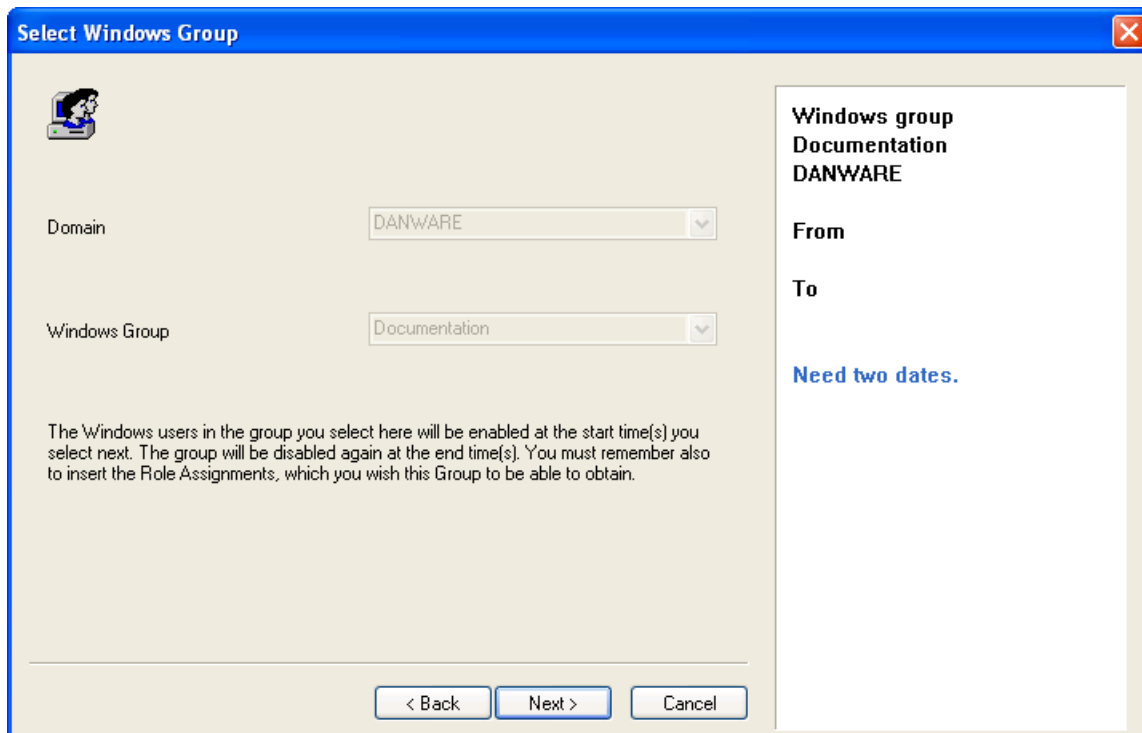 Select Windows Group
Domain
DANWARE
Windows Group
Documentation
The Windows users in the group you select here will be enabled at the start time(s) you
select next. The group will be disabled again at the end time(s). You must remember also
to insert the Role Assignments, which you wish this Group to be able to obtain.
< Back
Next >
Cancel
Windows group
Documentation
DANWARE
From
To
Need two dates.